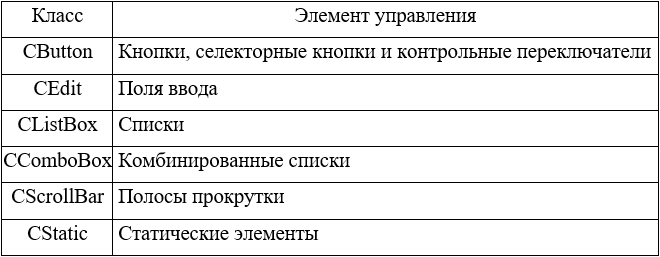 Класс Элемент управления
CButton Кнопки, селекторные кнопки и контрольные переключатели
CEdit Поля ввода
CListBox Списки
CComboBox Комбинированные списки
CScrollBar Полосы прокрутки
CStatic Статические элементы